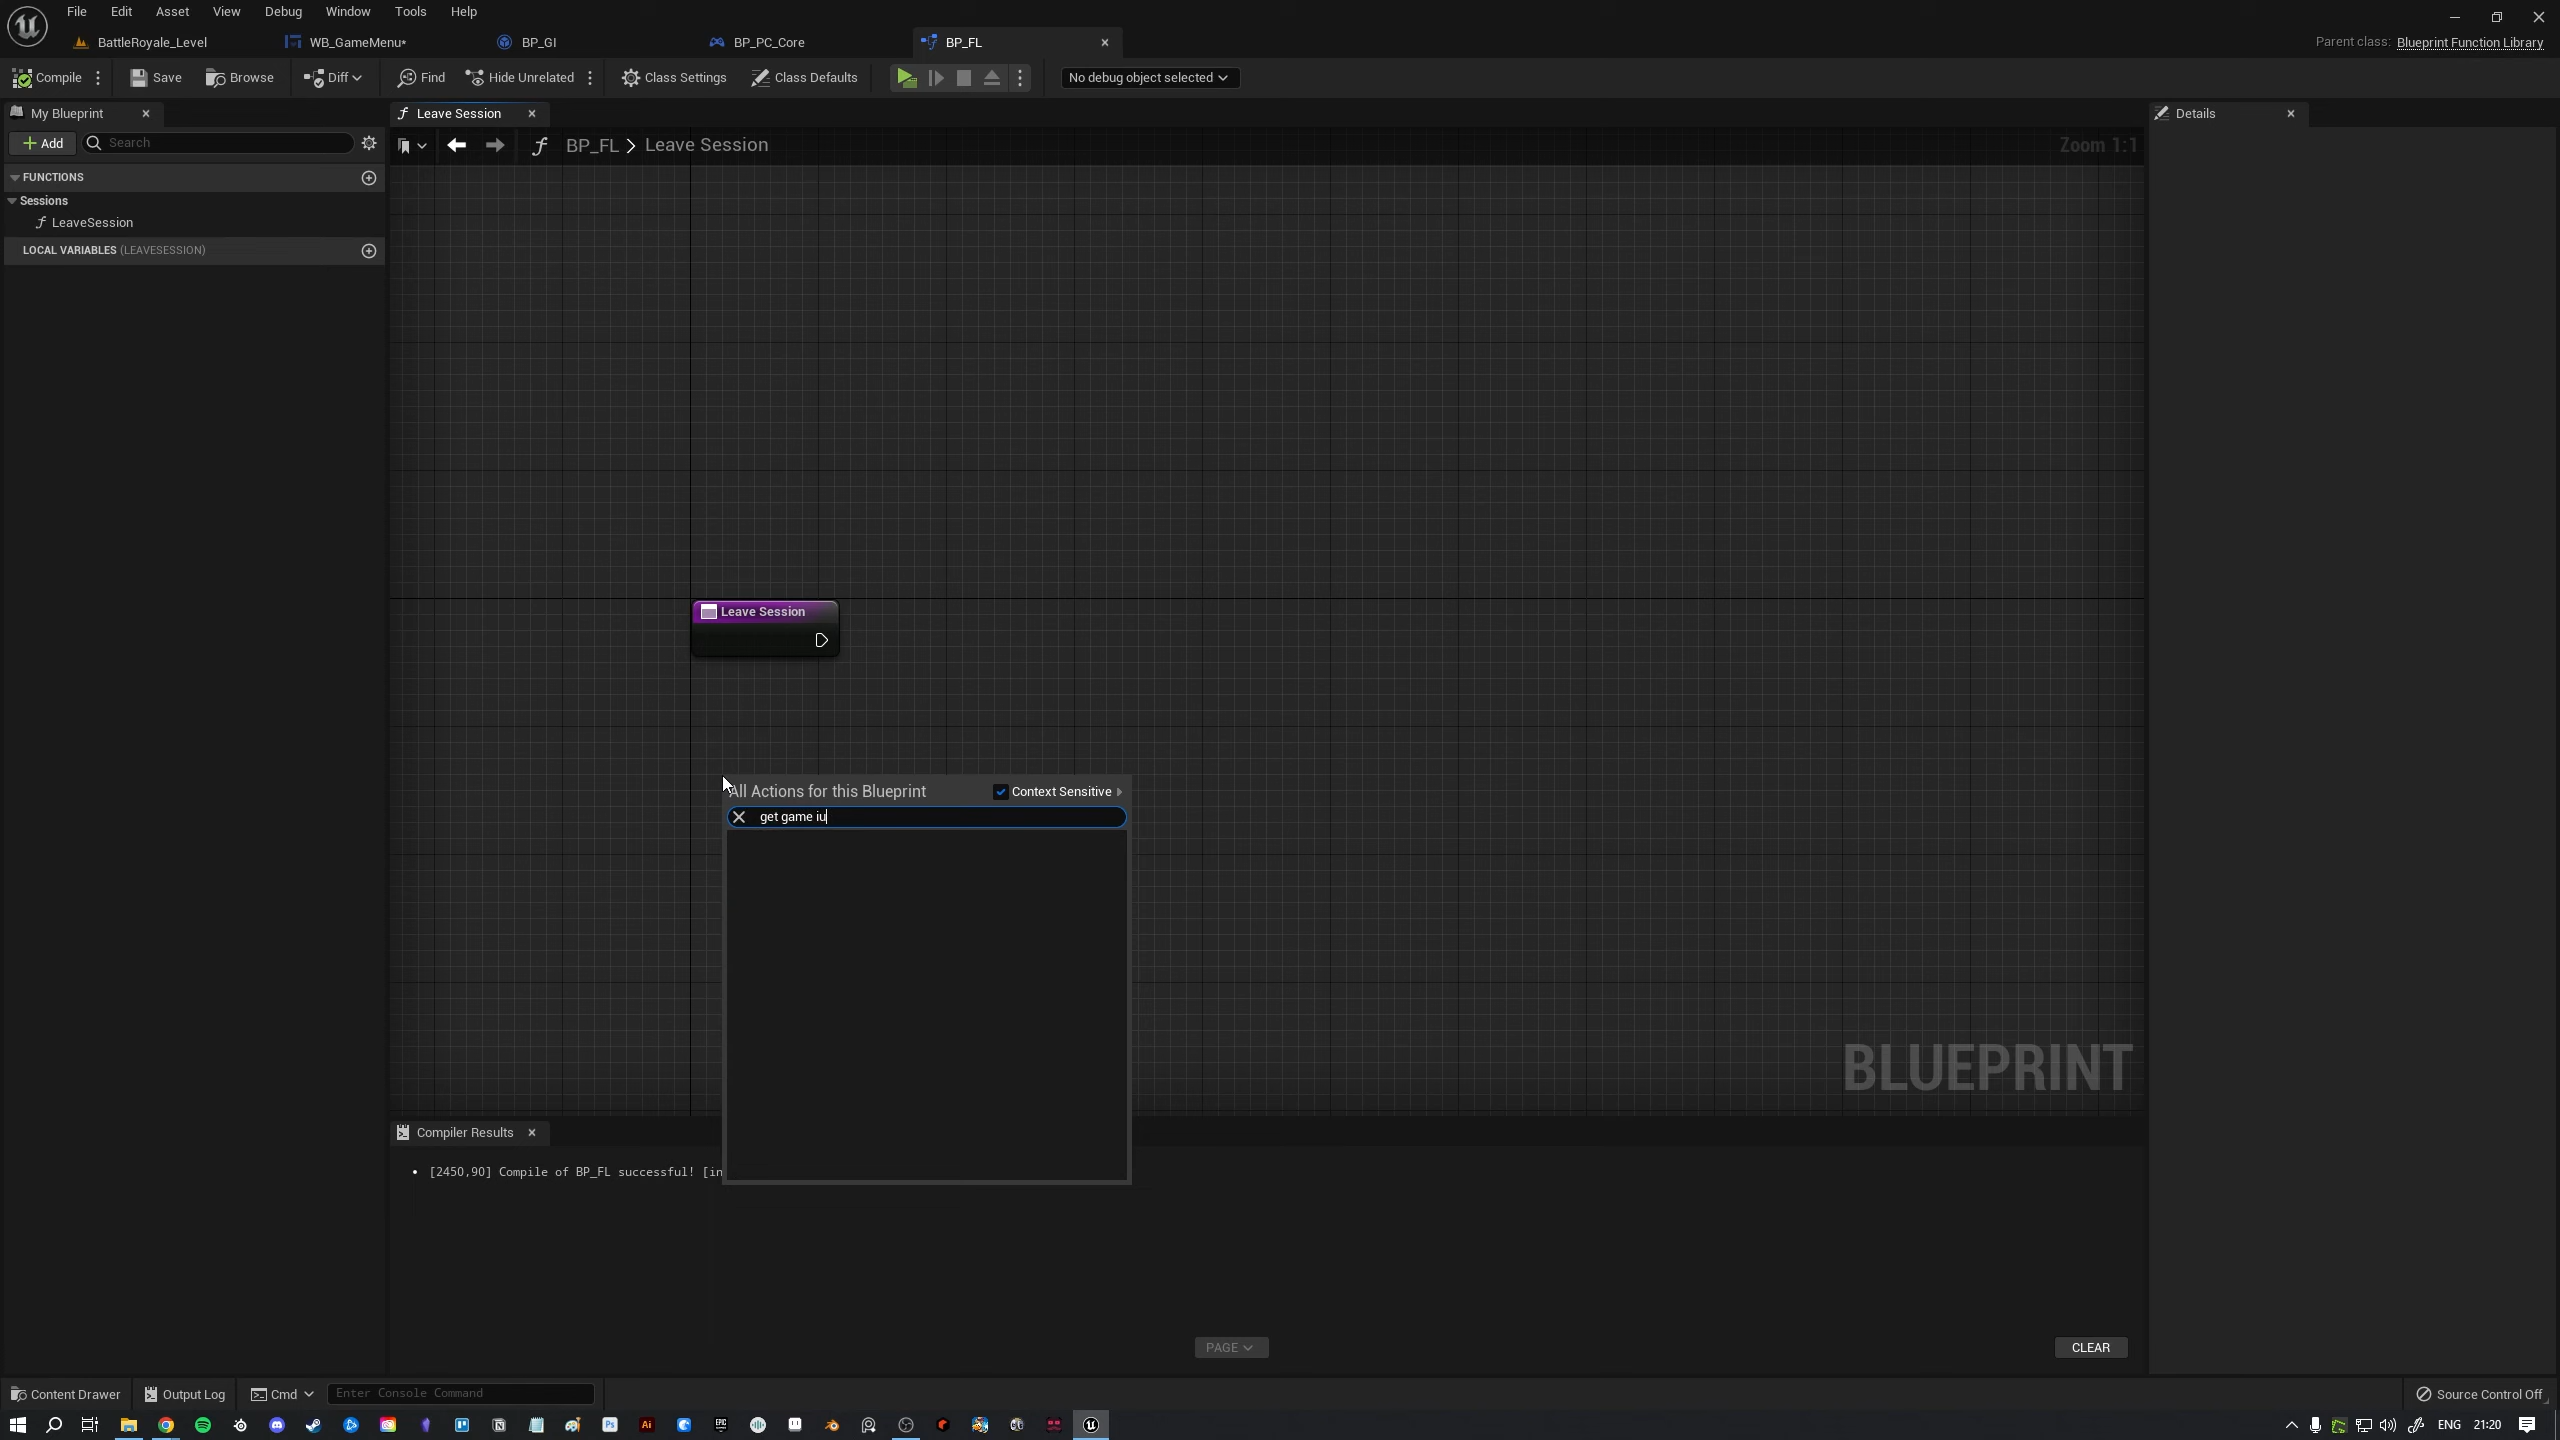 File Edit Asset View Debug Window Tools Help
BattleRoyale_Level WB_GameMenu* BP_GI BP_PC_Core BP_FL Parent class: Blueprint Function Library
Compile Save Browse Diff Find Hide Unrelated Class Settings Class Defaults No debug object selected
My Blueprint Leave Session Details
Add Search BP_FL > Leave Session Zoom 1:1
FUNCTIONS
Sessions
LeaveSession
LOCAL VARIABLES (LEAVESESSION)
Leave Session
All Actions for this Blueprint Context Sensitive
get game iu
BLUEPRINT
Compiler Results
[2450,90] Compile of BP_FL successful! [in
PAGE CLEAR
Content Drawer Output Log Cmd Enter Console Command Source Control Off
ENG 21:20